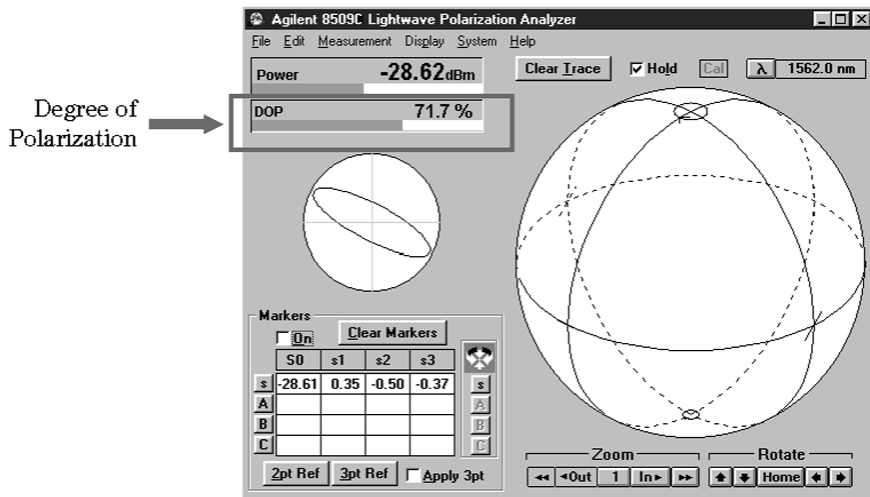 Agilent 8509C Lightwave Polarization Analyzer
File Edit Measurement Display System Help
Power -28.62dBm
Clear Trace Hold Cal λ 1562.0 nm
Degree of
Polarization
DOP 71.7 %
Markers
On Clear Markers
S0 s1 s2 s3
s -28.61 0.35 -0.50 -0.37 s
A A
B B
C C
2pt Ref 3pt Ref Apply 3pt
Zoom Rotate
Out 1 In Home